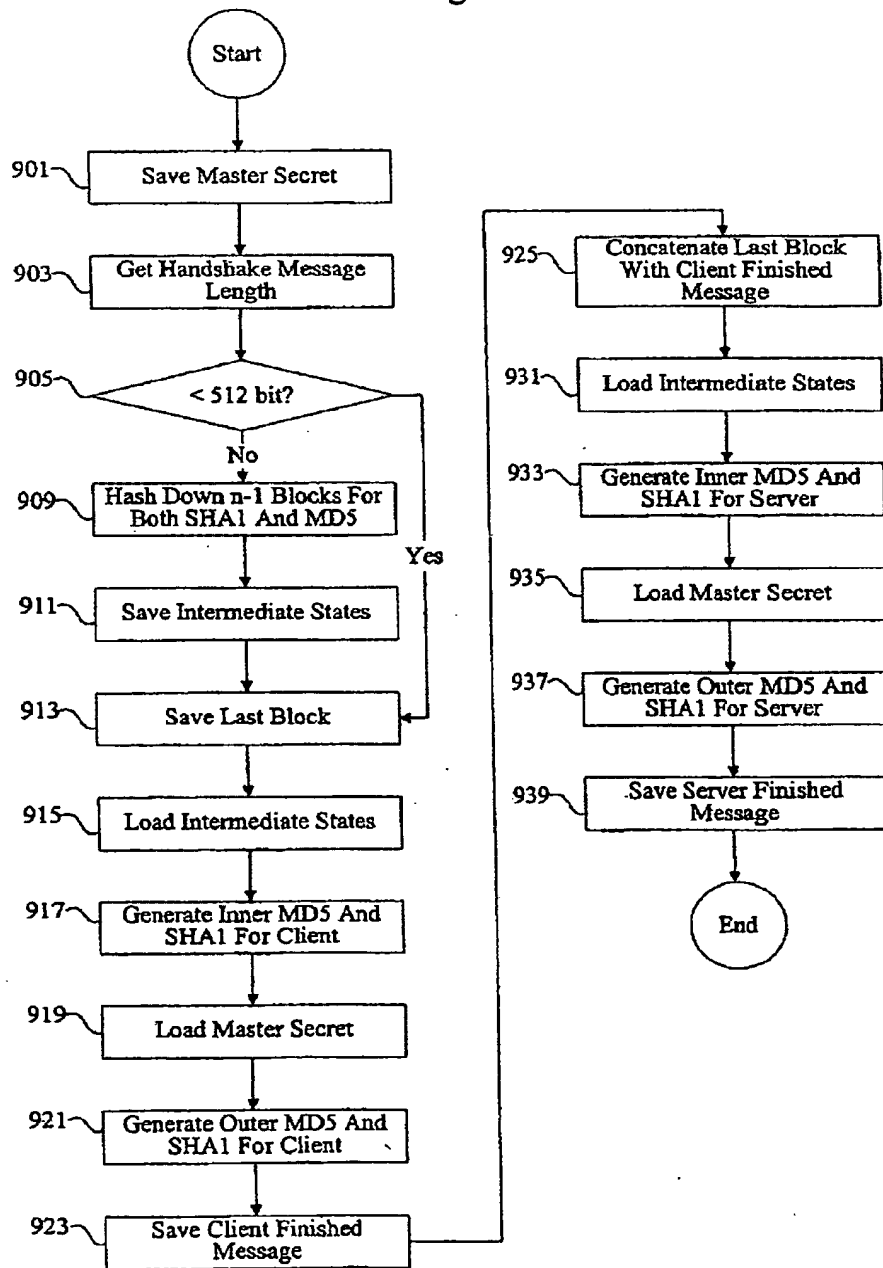 Start
901
Save Master Secret
903
Get Handshake Message
Length
905
< 512 bit?
No
Yes
909
Hash Down n-1 Blocks For
Both SHA1 And MD5
911
Save Intermediate States
913
Save Last Block
915
Load Intermediate States
917
Generate Inner MD5 And
SHA1 For Client
919
Load Master Secret
921
Generate Outer MD5 And
SHA1 For Client
923
Save Client Finished
Message
925
Concatenate Last Block
With Client Finished
Message
931
Load Intermediate States
933
Generate Inner MD5 And
SHA1 For Server
935
Load Master Secret
937
Generate Outer MD5 And
SHA1 For Server
939
Save Server Finished
Message
End